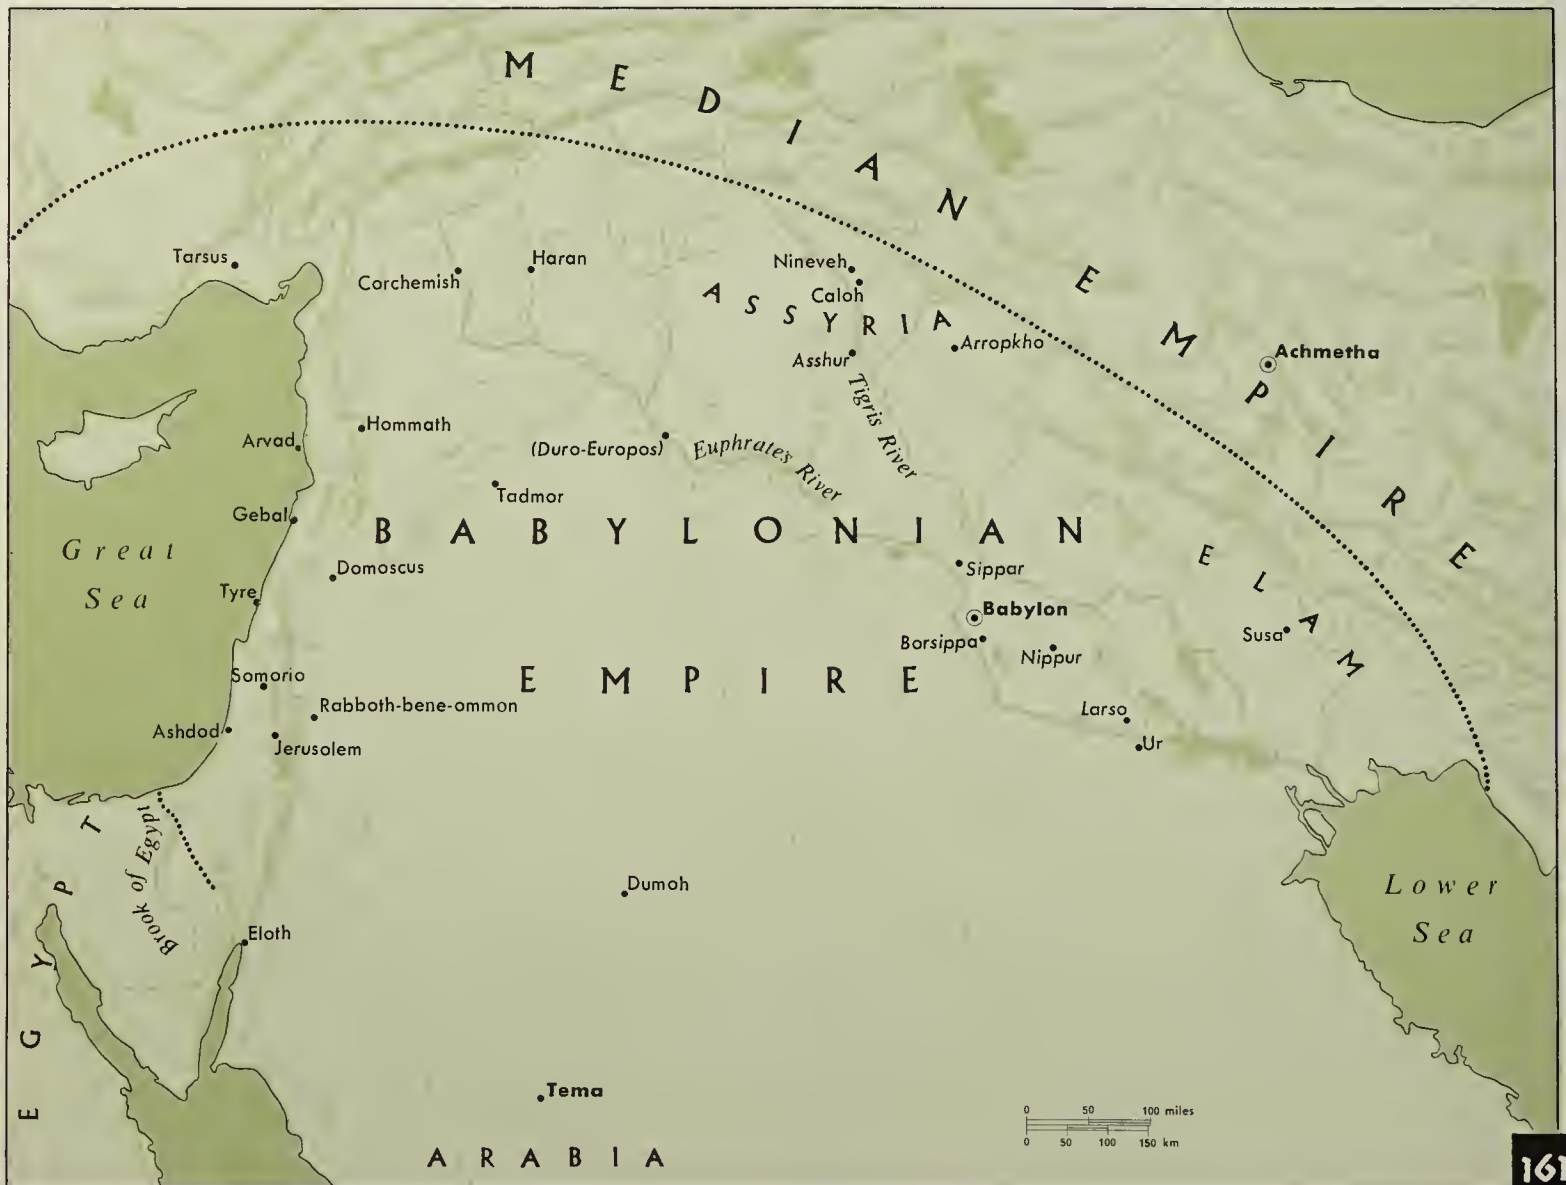 MEDIAN EMPIRE
Tarsus
Corchemish
Haran
Nineveh
Caloh
ASSYRIA
Arropkho
Asshur
Achmetha
Tigris River
Hommath
Arvad
(Duro-Europos)
Euphrates River
Tadmor
Gebal
BABYLONIAN
Great
Sea
ELAM
Domoscus
Sippar
Tyre
Babylon
Borsippa
Nippur
Susa
EMPIRE
Somorio
Rabboth-bene-ommon
Larso
Ashdod
Jerusolem
Ur
EGYPT
Brook of Egypt
Dumoh
Lower
Sea
Eloth
Tema
0 50 100 miles
0 50 100 150 km
ARABIA
161